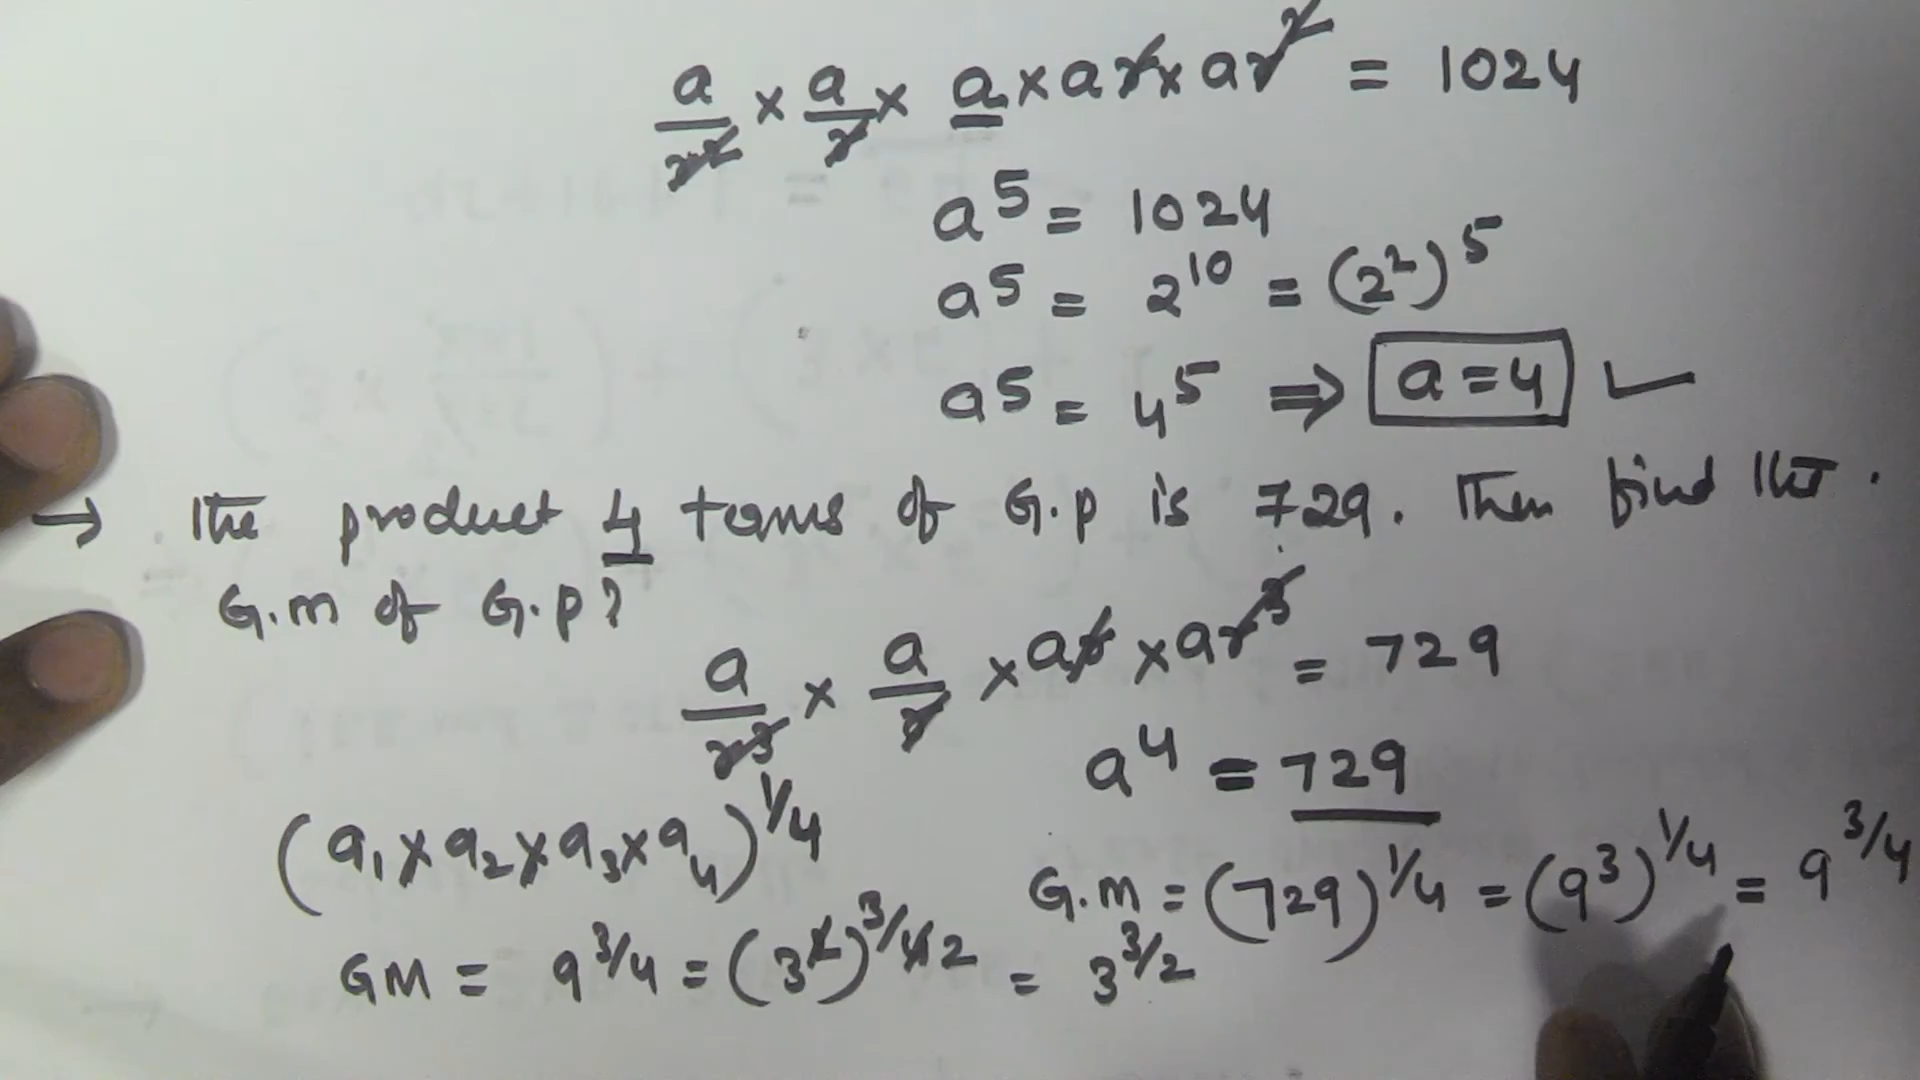 a/r² × a/r × a × ar × ar² = 1024
a⁵ = 1024
a⁵ = 2¹⁰ = (2²)⁵
a⁵ = 4⁵ ⇒ a = 4 ✓
→ The product 4 terms of G.p is 729. Then find the
G.m of G.p?
a/r³ × a/r × ar × ar³ = 729
a⁴ = 729
(a₁ × a₂ × a₃ × a₄)^1/4
G.m = (729)^1/4 = (9³)^1/4 = 9^3/4
GM = 9^3/4 = (3²)^3/4 2 = 3^3/2